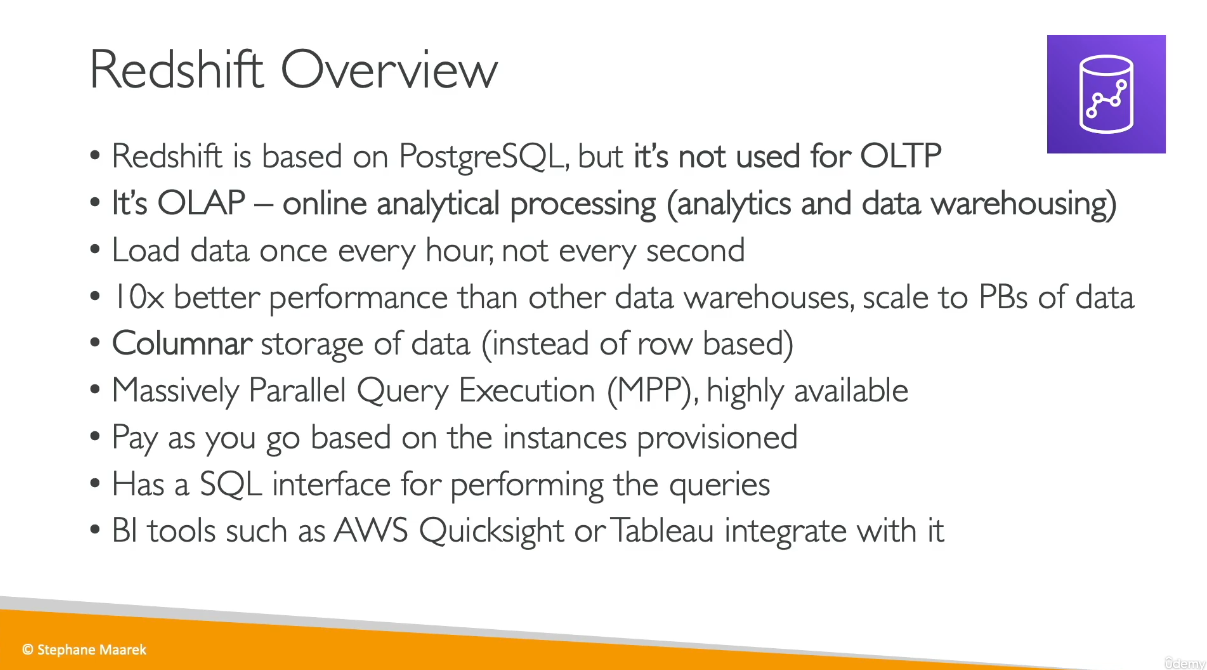 Redshift Overview
• Redshift is based on PostgreSQL, but it's not used for OLTP
• It's OLAP – online analytical processing (analytics and data warehousing)
• Load data once every hour, not every second
• 10x better performance than other data warehouses, scale to PBs of data
• Columnar storage of data (instead of row based)
• Massively Parallel Query Execution (MPP), highly available
• Pay as you go based on the instances provisioned
• Has a SQL interface for performing the queries
• BI tools such as AWS Quicksight or Tableau integrate with it
© Stephane Maarek
ûdemy